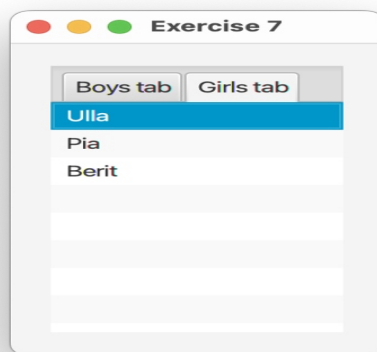 Exercise 7
Boys tab Girls tab
Ulla
Pia
Berit